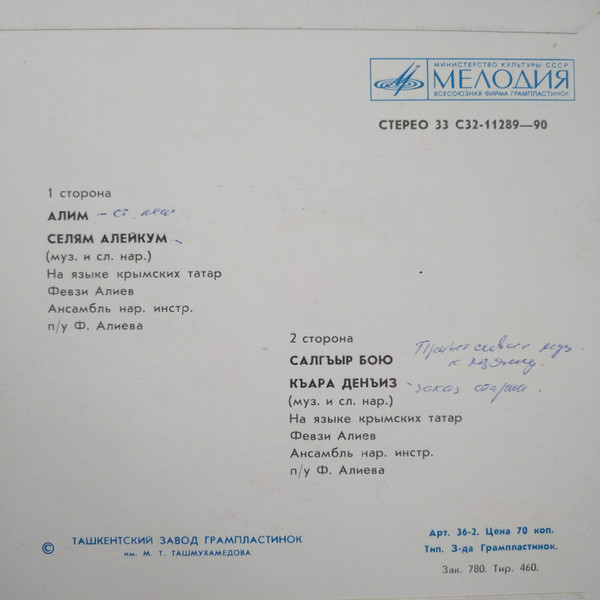 МИНИСТЕРСТВО КУЛЬТУРЫ СССР
МЕЛОДИЯ
ВСЕСОЮЗНАЯ ФИРМА ГРАМПЛАСТИНОК
СТЕРЕО 33 С32-11289—90
1 сторона
АЛИМ
СЕЛЯМ АЛЕЙКУМ
(муз. и сл. нар.)
На языке крымских татар
Февзи Алиев
Ансамбль нар. инстр.
п/у Ф. Алиева
2 сторона
САЛГЪЫР БОЮ
КЪАРА ДЕНЪИЗ
(муз. и сл. нар.)
На языке крымских татар
Февзи Алиев
Ансамбль нар. инстр.
п/у Ф. Алиева
© ТАШКЕНТСКИЙ ЗАВОД ГРАМПЛАСТИНОК
ИМ. М. Т. ТАШМУХАМЕДОВА
Арт. 36-2. Цена 70 коп.
Тип. З-да Грампластинок.
Зак. 780. Тир. 460.